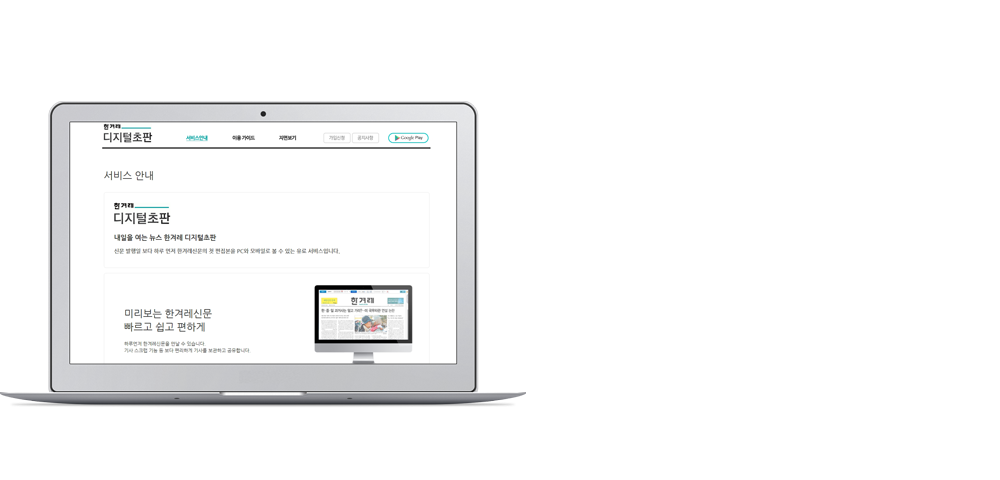 한겨레
디지털초판
서비스안내 이용 가이드 지면보기 가입신청 공지사항 Google Play
서비스 안내
한겨레
디지털초판
내일을 여는 뉴스 한겨레 디지털초판
신문 발행일 보다 하루 먼저 한겨레신문의 첫 편집본을 PC와 모바일로 볼 수 있는 유료 서비스입니다.
한겨레
미리보는 한겨레신문
빠르고 쉽고 편하게
하루먼저 한겨레신문을 만날 수 있습니다.
기사 스크랩 기능 등 보다 편리하게 기사를 보관하고 공유합니다.